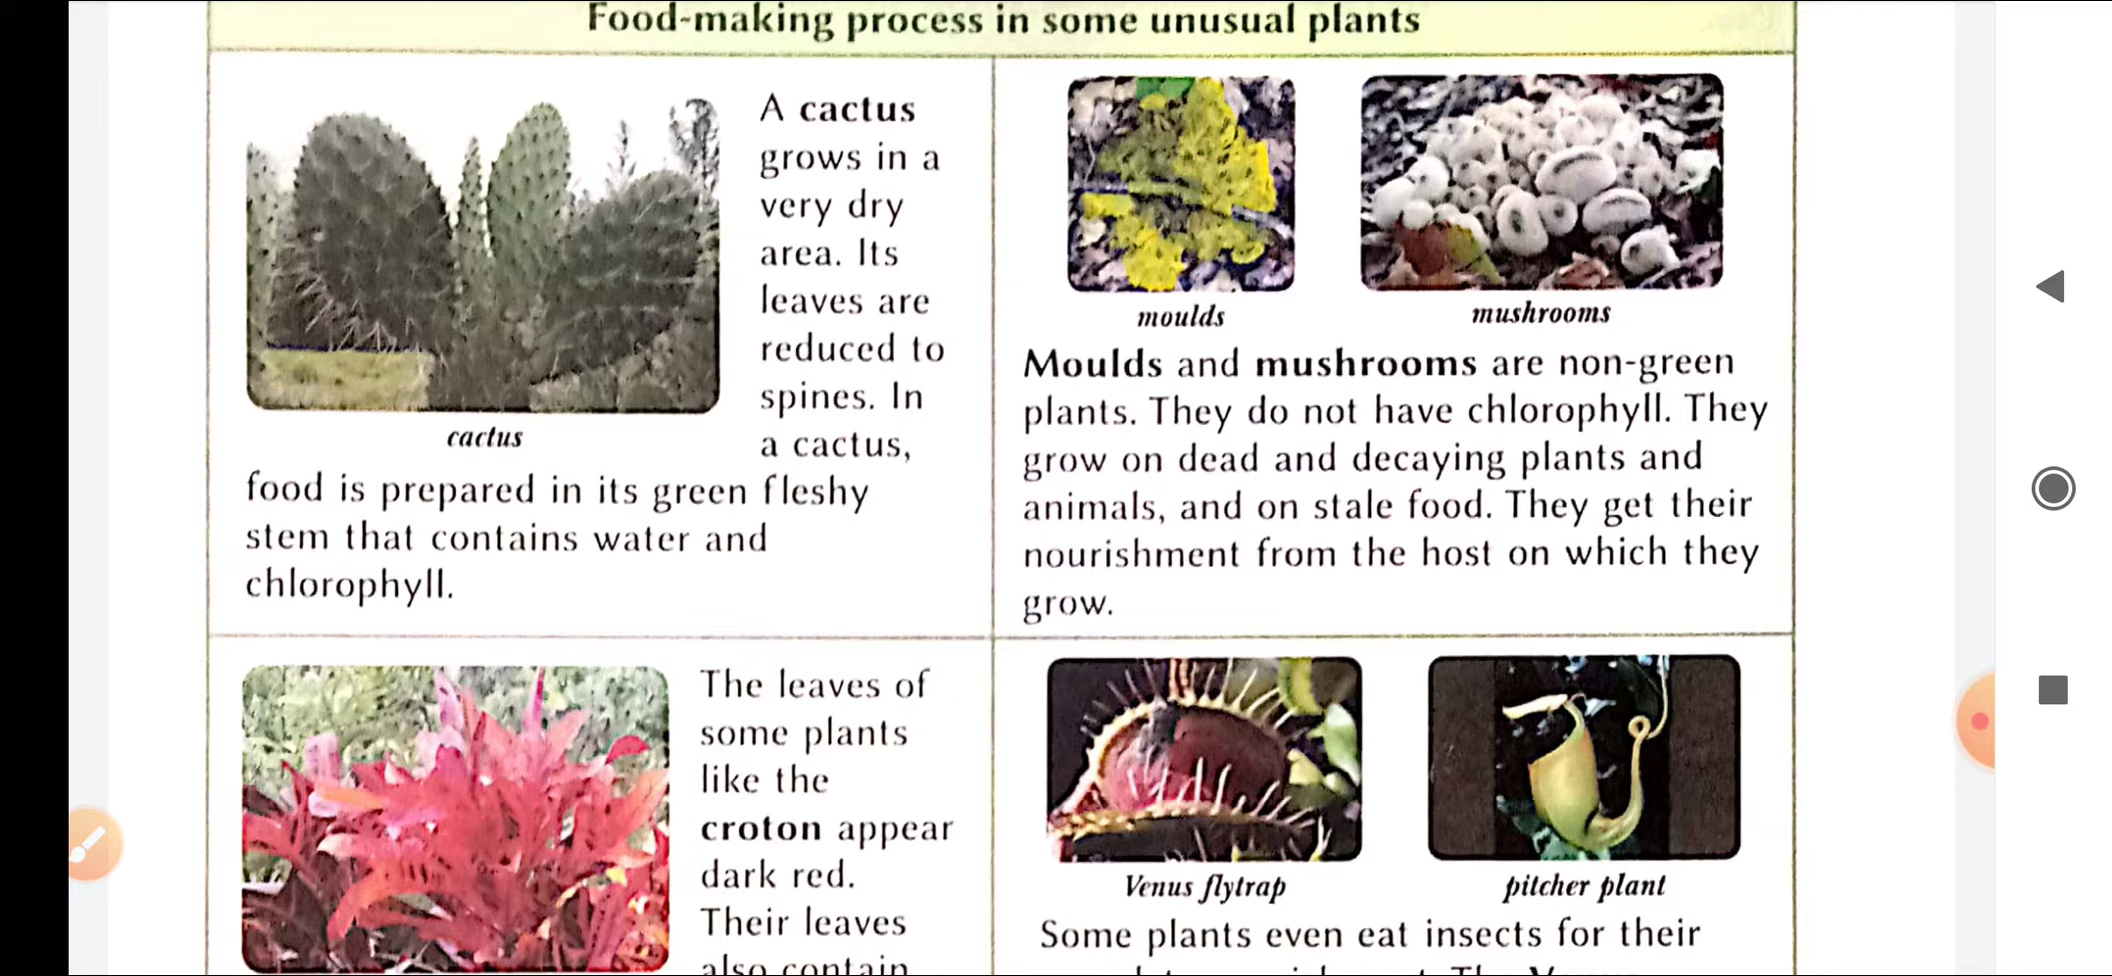 Food-making process in some unusual plants
A cactus
grows in a
very dry
area. Its
leaves are
reduced to
spines. In
a cactus,
cactus
food is prepared in its green fleshy
stem that contains water and
chlorophyll.
moulds
mushrooms
Moulds and mushrooms are non-green
plants. They do not have chlorophyll. They
grow on dead and decaying plants and
animals, and on stale food. They get their
nourishment from the host on which they
grow.
The leaves of
some plants
like the
croton appear
dark red.
Their leaves
also contain
Venus flytrap
pitcher plant
Some plants even eat insects for their